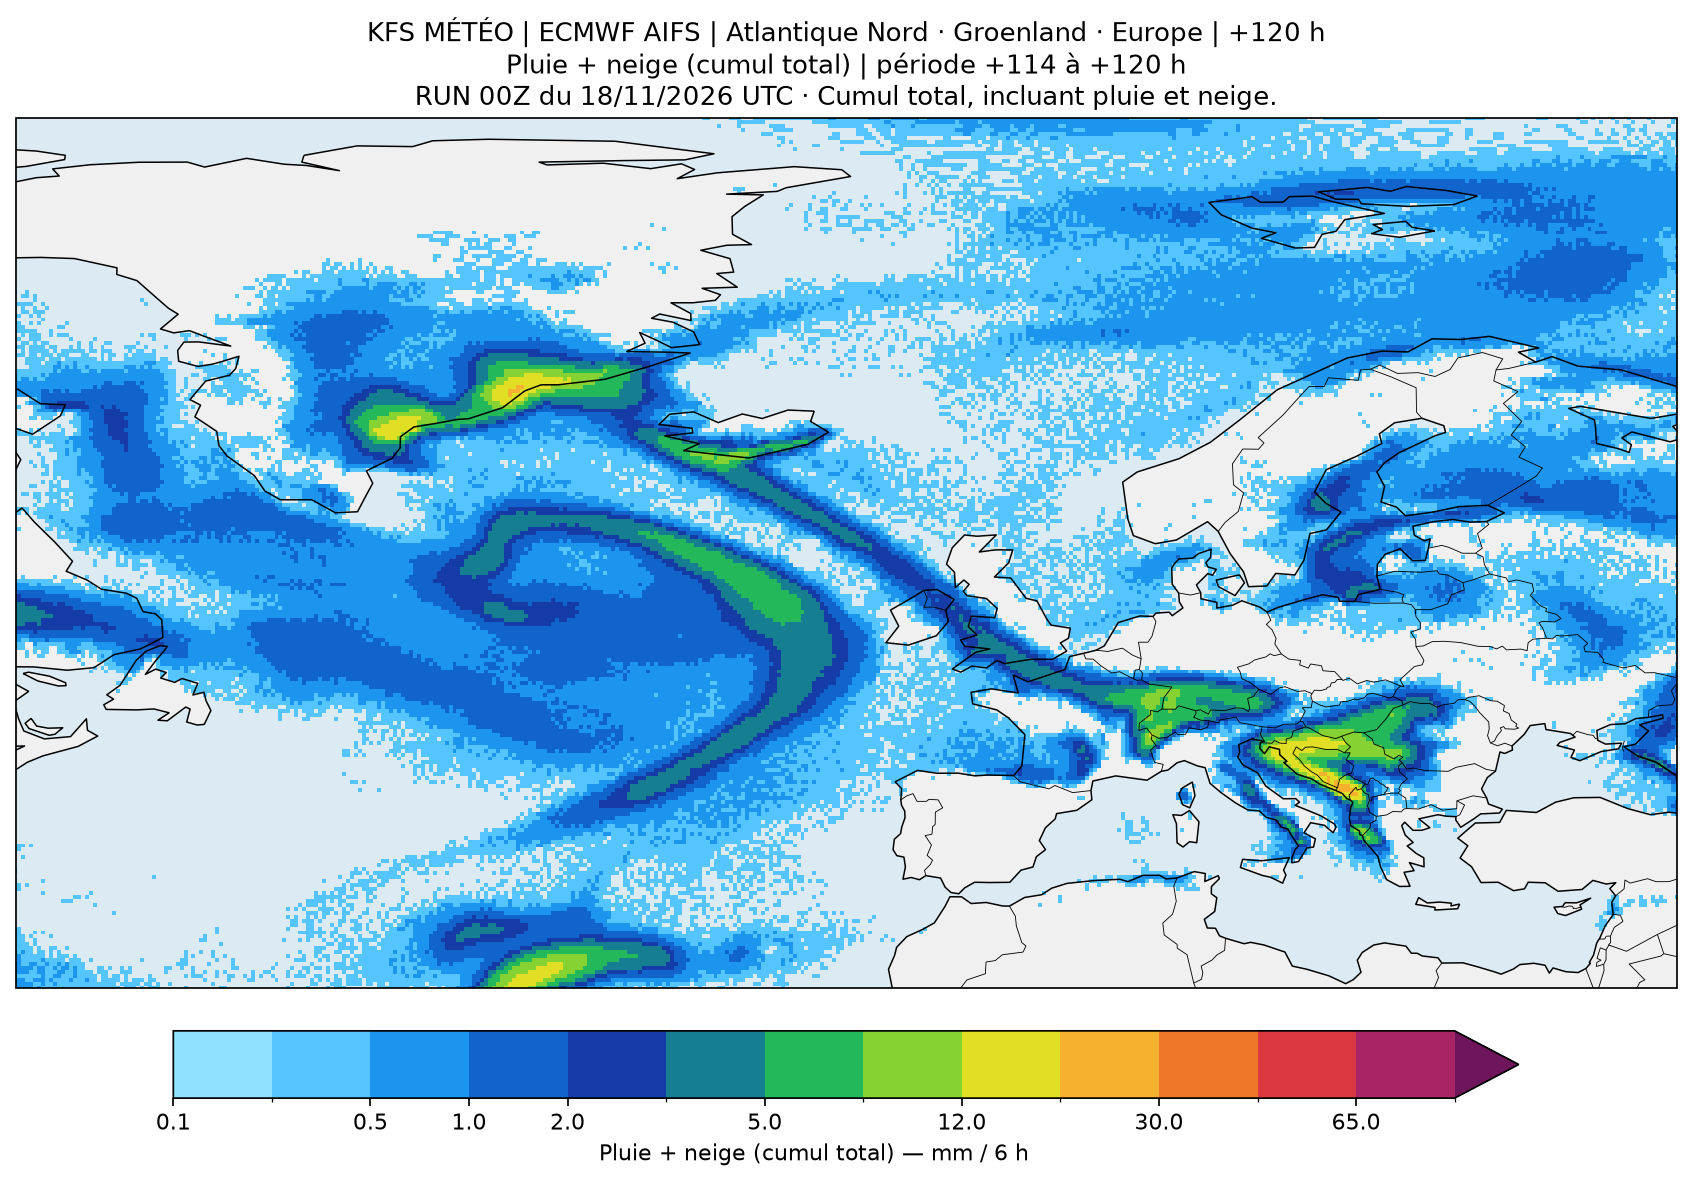 KFS MÉTÉO | ECMWF AIFS | Atlantique Nord · Groenland · Europe | +120 h
Pluie + neige (cumul total) | période +114 à +120 h
RUN 00Z du 18/11/2026 UTC · Cumul total, incluant pluie et neige.
0.1 0.5 1.0 2.0 5.0 12.0 30.0 65.0
Pluie + neige (cumul total) — mm / 6 h